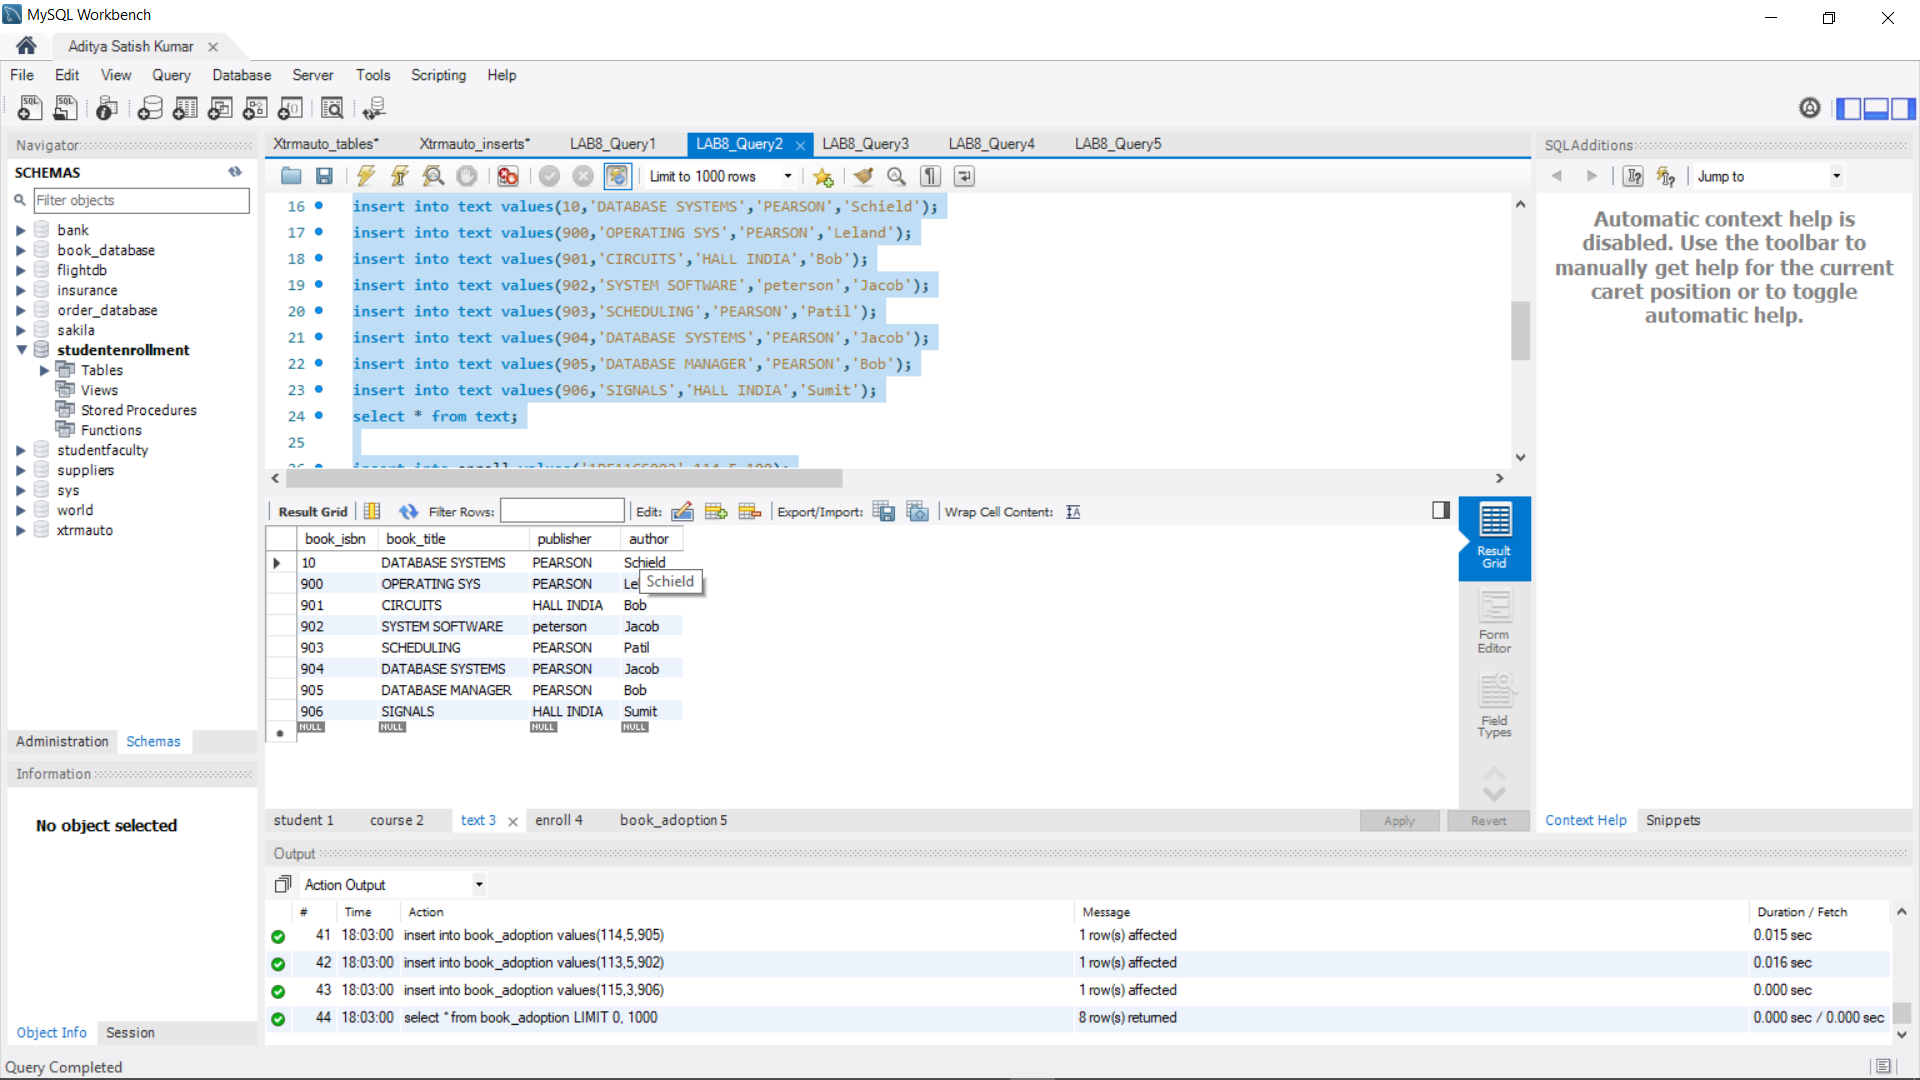 MySQL Workbench
Aditya Satish Kumar
File Edit View Query Database Server Tools Scripting Help
Navigator
SCHEMAS
Filter objects
bank
book_database
flightdb
insurance
order_database
sakila
studentenrollment
Tables
Views
Stored Procedures
Functions
studentfaculty
suppliers
sys
world
xtrmauto
Administration Schemas
Information
No object selected
Object Info Session
Query Completed
Xtrmauto_tables* Xtrmauto_inserts* LAB8_Query1 LAB8_Query2 LAB8_Query3 LAB8_Query4 LAB8_Query5
Limit to 1000 rows
16 insert into text values(10,'DATABASE SYSTEMS','PEARSON','Schield');
17 insert into text values(900,'OPERATING SYS','PEARSON','Leland');
18 insert into text values(901,'CIRCUITS','HALL INDIA','Bob');
19 insert into text values(902,'SYSTEM SOFTWARE','peterson','Jacob');
20 insert into text values(903,'SCHEDULING','PEARSON','Patil');
21 insert into text values(904,'DATABASE SYSTEMS','PEARSON','Jacob');
22 insert into text values(905,'DATABASE MANAGER','PEARSON','Bob');
23 insert into text values(906,'SIGNALS','HALL INDIA','Sumit');
24 select * from text;
25
Result Grid Filter Rows: Edit: Export/Import: Wrap Cell Content:
book_isbn book_title publisher author
10 DATABASE SYSTEMS PEARSON Schield
Schield
900 OPERATING SYS PEARSON
901 CIRCUITS HALL INDIA Bob
902 SYSTEM SOFTWARE peterson Jacob
903 SCHEDULING PEARSON Patil
904 DATABASE SYSTEMS PEARSON Jacob
905 DATABASE MANAGER PEARSON Bob
906 SIGNALS HALL INDIA Sumit
NULL NULL NULL NULL
Result
Grid
Form
Editor
Field
Types
student 1 course 2 text 3 enroll 4 book_adoption 5
Apply Revert
SQLAdditions
Jump to
Automatic context help is
disabled. Use the toolbar to
manually get help for the current
caret position or to toggle
automatic help.
Context Help Snippets
Output
Action Output
# Time Action Message Duration / Fetch
41 18:03:00 insert into book_adoption values(114,5,905) 1 row(s) affected 0.015 sec
42 18:03:00 insert into book_adoption values(113,5,902) 1 row(s) affected 0.016 sec
43 18:03:00 insert into book_adoption values(115,3,906) 1 row(s) affected 0.000 sec
44 18:03:00 select * from book_adoption LIMIT 0, 1000 8 row(s) returned 0.000 sec / 0.000 sec